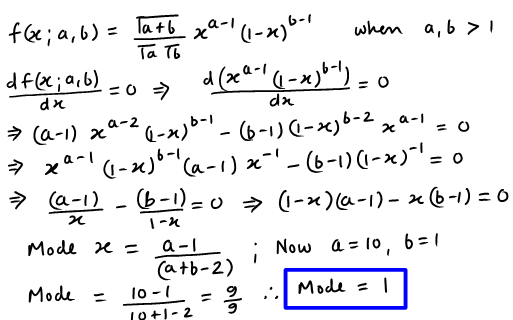 f(x; a, b) = Γa+b / Γa Γb x^(a-1) (1-x)^(b-1) when a, b > 1
df(x; a, b)/dx = 0 ⇒ d(x^(a-1) (1-x)^(b-1))/dx = 0
⇒ (a-1) x^(a-2) (1-x)^(b-1) - (b-1) (1-x)^(b-2) x^(a-1) = 0
⇒ x^(a-1) (1-x)^(b-1) (a-1) x^(-1) - (b-1) (1-x)^(-1) = 0
⇒ (a-1)/x - (b-1)/(1-x) = 0 ⇒ (1-x)(a-1) - x(b-1) = 0
Mode x = a-1/(a+b-2) ; Now a = 10, b = 1
Mode = 10-1/10+1-2 = 9/9 ∴ Mode = 1